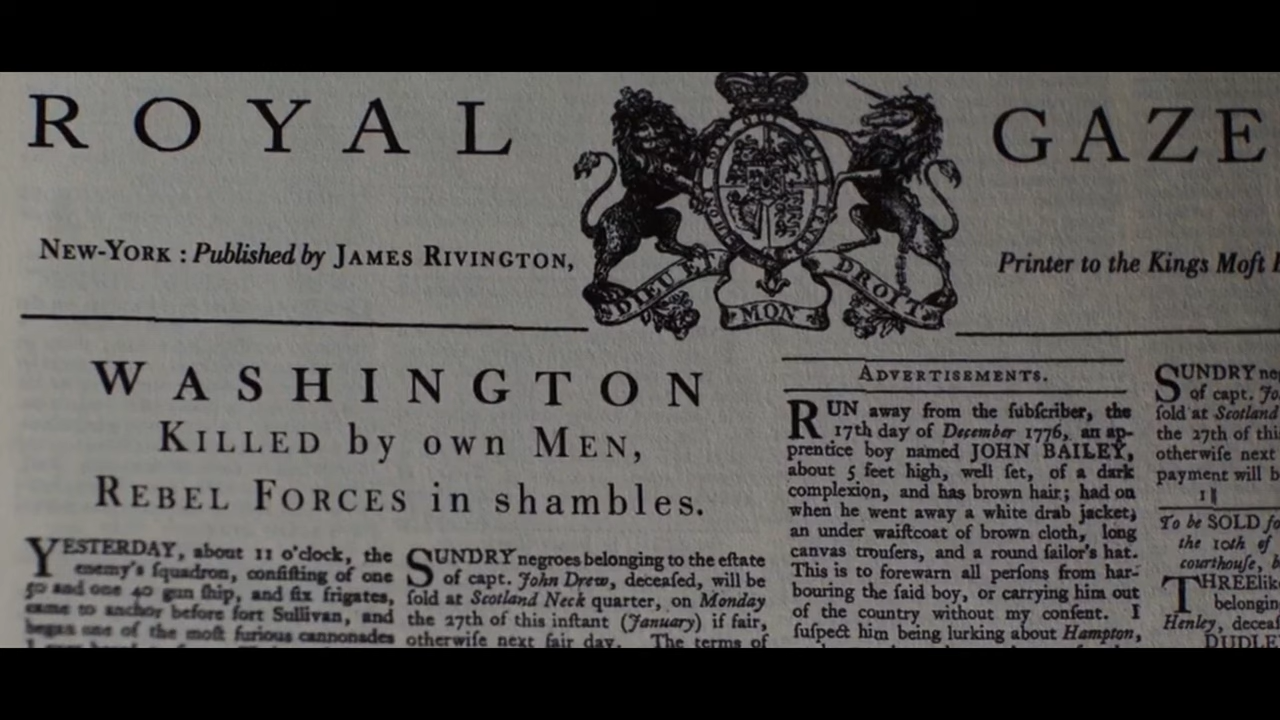 ROYAL GAZE
NEW-YORK : Published by JAMES RIVINGTON,
Printer to the Kings Moſt
DIEU ET
MON
DROIT
WASHINGTON
KILLED by own MEN,
REBEL FORCES in shambles.
YESTERDAY, about 11 o'clock, the
enemy's ſquadron, conſiſting of one
50 and one 40 gun ſhip, and ſix frigates,
came to anchor before fort Sullivan, and
began one of the moſt furious cannonades
SUNDRY negroes belonging to the eſtate
of capt. John Drew, deceaſed, will be
ſold at Scotland Neck quarter, on Monday
the 27th of this inſtant (January) if fair,
otherwiſe next fair day. The terms of
ADVERTISEMENTS.
RUN away from the ſubſcriber, the
17th day of December 1776, an ap-
prentice boy named JOHN BAILEY,
about 5 feet high, well ſet, of a dark
complexion, and has brown hair; had on
when he went away a white drab jacket;
an under waiſtcoat of brown cloth, long
canvas trouſers, and a round ſailor's hat.
This is to forewarn all perſons from har-
bouring the ſaid boy, or carrying him out
of the country without my conſent. I
ſuſpect him being lurking about Hampton,
SUNDRY neg
of capt. Jo
ſold at Scotland
the 27th of thi
otherwiſe next
payment will b
1||
To be SOLD fo
the 10th of
courthouſe, b
THREE lik
belonging
Henley, deceaſ
DUDLE